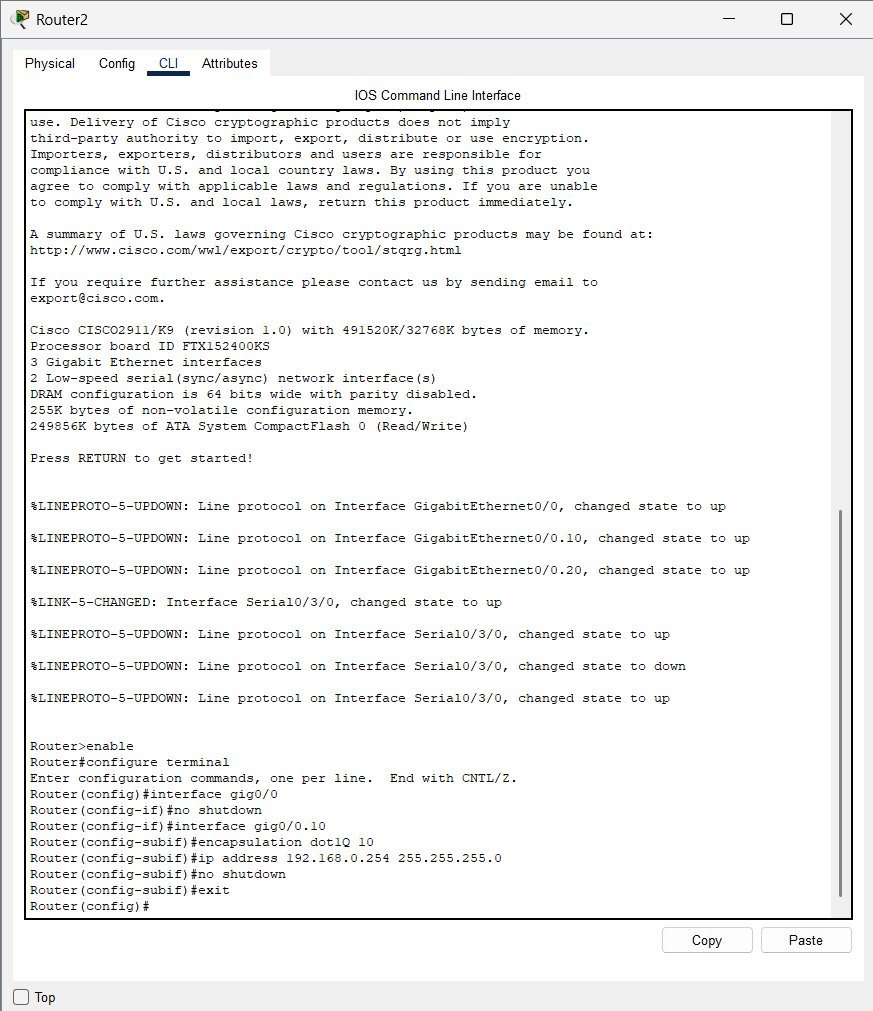 Router2
Physical Config CLI Attributes
IOS Command Line Interface
use. Delivery of Cisco cryptographic products does not imply
third-party authority to import, export, distribute or use encryption.
Importers, exporters, distributors and users are responsible for
compliance with U.S. and local country laws. By using this product you
agree to comply with applicable laws and regulations. If you are unable
to comply with U.S. and local laws, return this product immediately.
A summary of U.S. laws governing Cisco cryptographic products may be found at:
http://www.cisco.com/wwl/export/crypto/tool/stqrg.html
If you require further assistance please contact us by sending email to
export@cisco.com.
Cisco CISCO2911/K9 (revision 1.0) with 491520K/32768K bytes of memory.
Processor board ID FTX152400KS
3 Gigabit Ethernet interfaces
2 Low-speed serial(sync/async) network interface(s)
DRAM configuration is 64 bits wide with parity disabled.
255K bytes of non-volatile configuration memory.
249856K bytes of ATA System CompactFlash 0 (Read/Write)
Press RETURN to get started!
%LINEPROTO-5-UPDOWN: Line protocol on Interface GigabitEthernet0/0, changed state to up
%LINEPROTO-5-UPDOWN: Line protocol on Interface GigabitEthernet0/0.10, changed state to up
%LINEPROTO-5-UPDOWN: Line protocol on Interface GigabitEthernet0/0.20, changed state to up
%LINK-5-CHANGED: Interface Serial0/3/0, changed state to up
%LINEPROTO-5-UPDOWN: Line protocol on Interface Serial0/3/0, changed state to up
%LINEPROTO-5-UPDOWN: Line protocol on Interface Serial0/3/0, changed state to down
%LINEPROTO-5-UPDOWN: Line protocol on Interface Serial0/3/0, changed state to up
Router>enable
Router#configure terminal
Enter configuration commands, one per line.  End with CNTL/Z.
Router(config)#interface gig0/0
Router(config-if)#no shutdown
Router(config-if)#interface gig0/0.10
Router(config-subif)#encapsulation dot1Q 10
Router(config-subif)#ip address 192.168.0.254 255.255.255.0
Router(config-subif)#no shutdown
Router(config-subif)#exit
Router(config)#
Copy Paste
Top